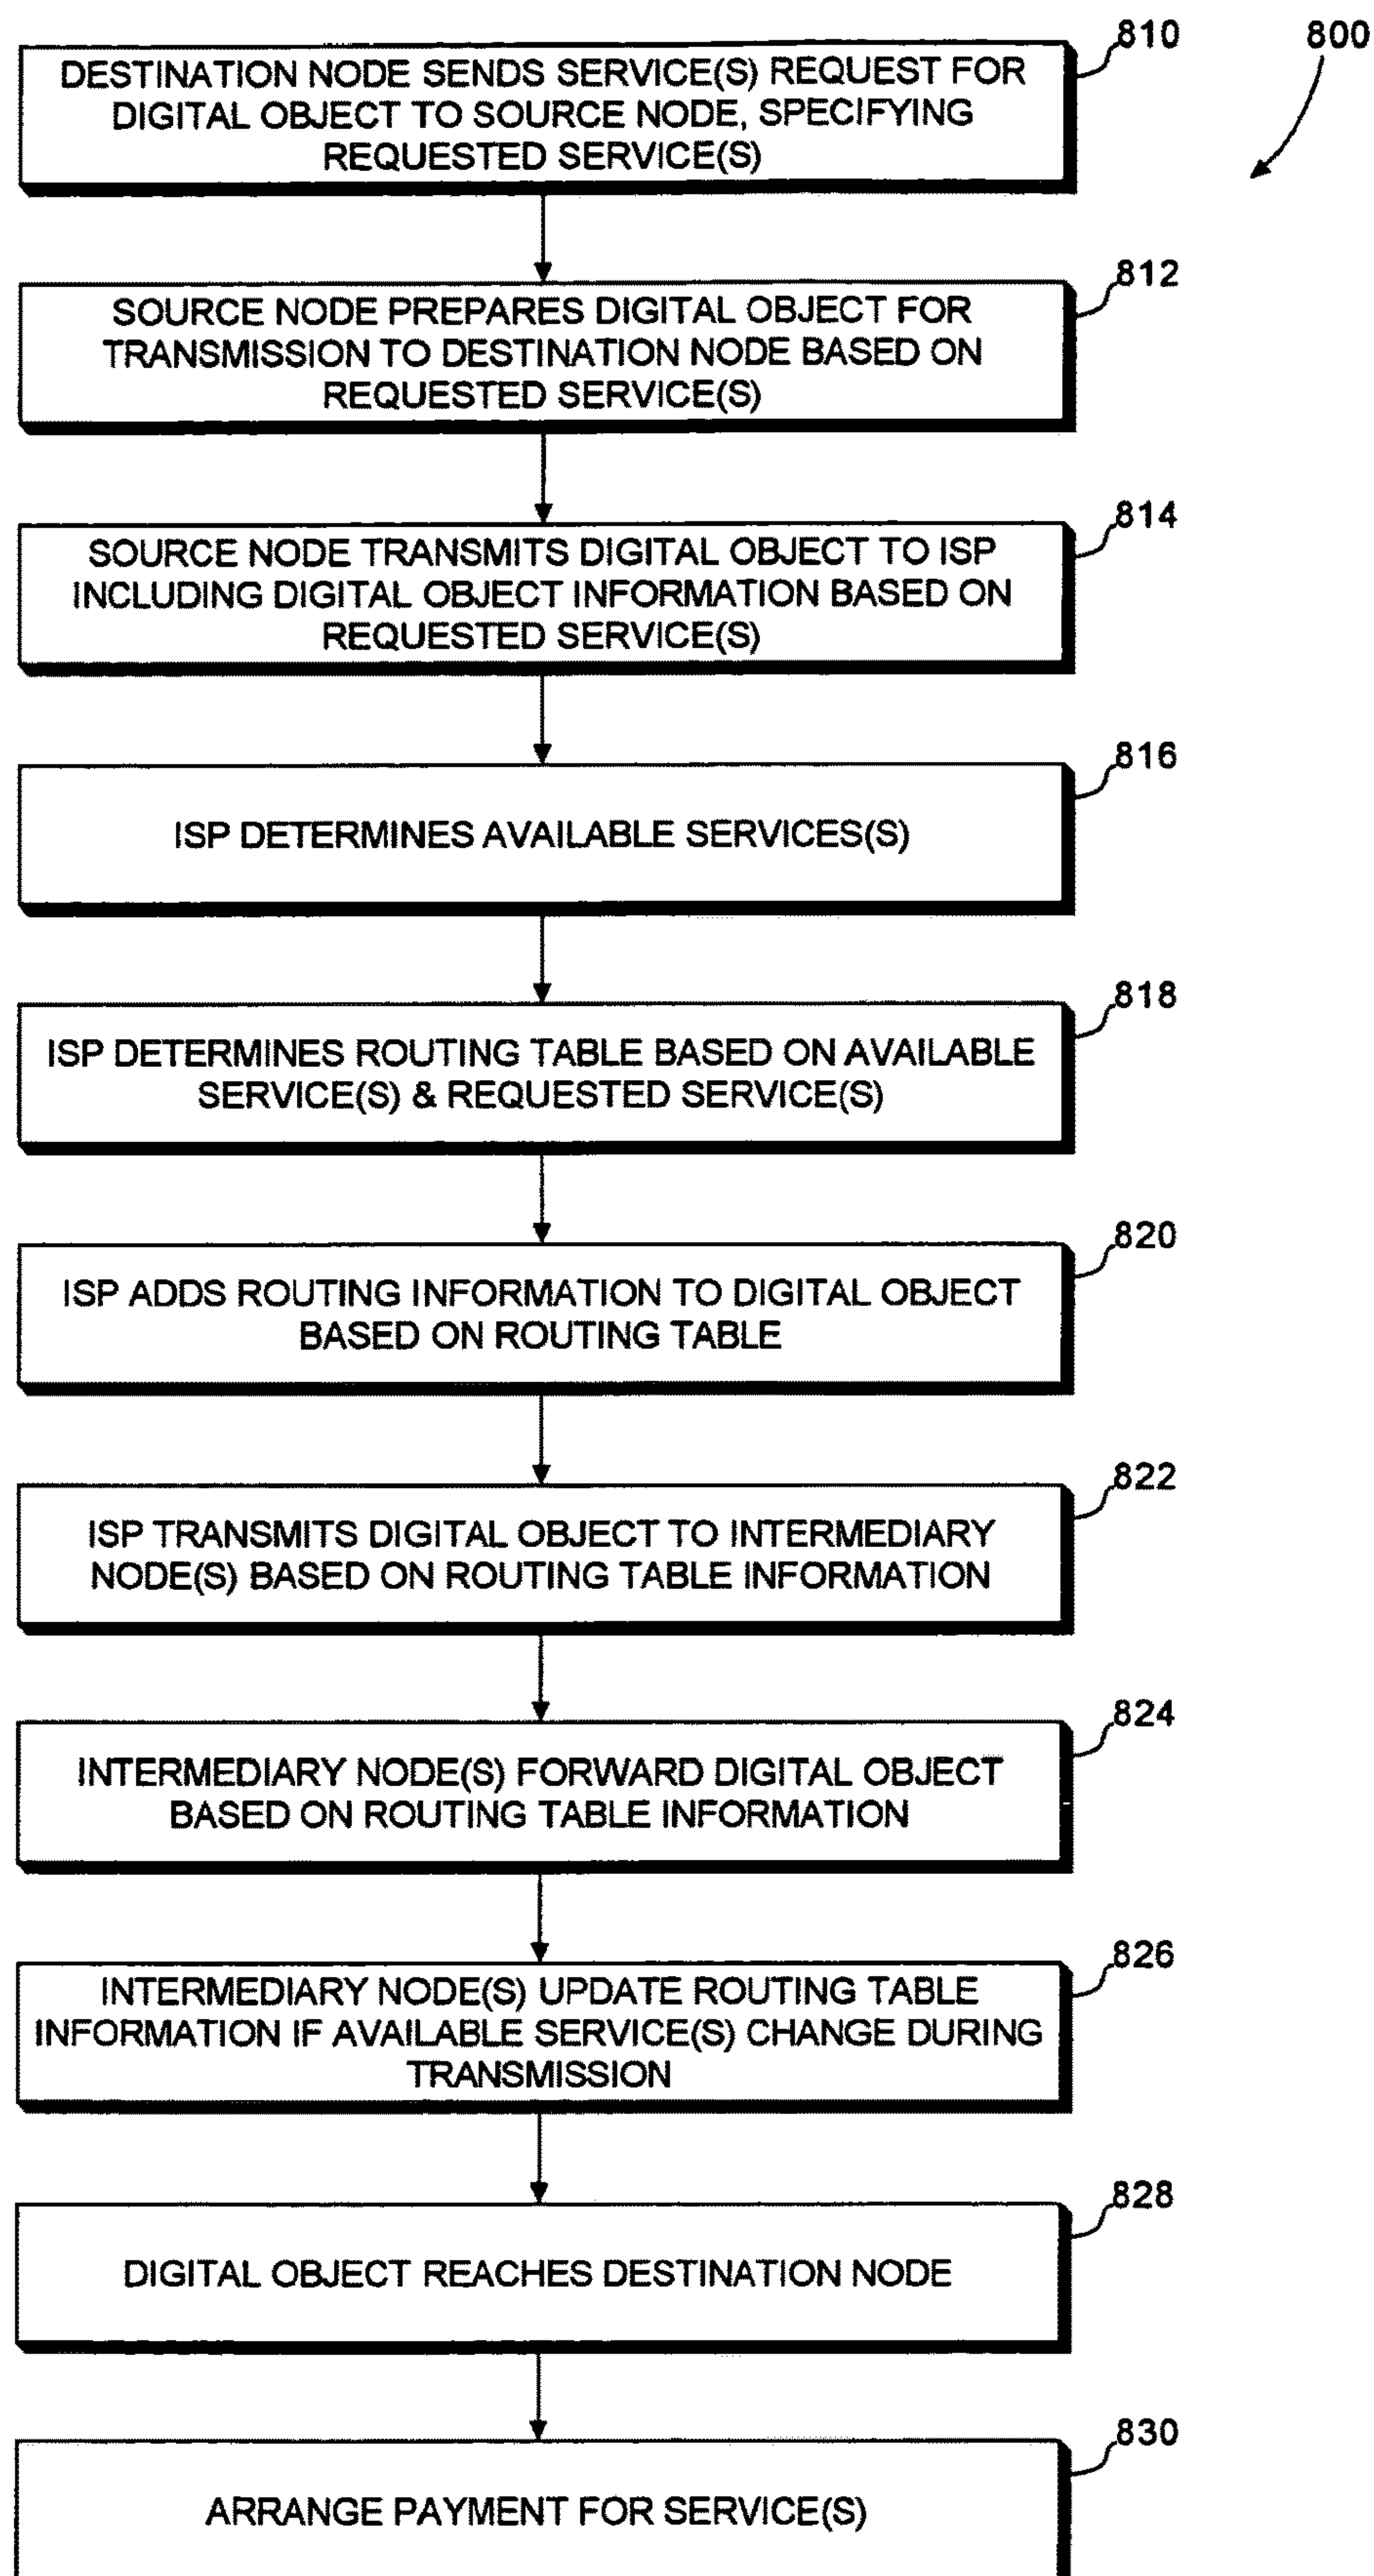 810
800
DESTINATION NODE SENDS SERVICE(S) REQUEST FOR
DIGITAL OBJECT TO SOURCE NODE, SPECIFYING
REQUESTED SERVICE(S)
812
SOURCE NODE PREPARES DIGITAL OBJECT FOR
TRANSMISSION TO DESTINATION NODE BASED ON
REQUESTED SERVICE(S)
814
SOURCE NODE TRANSMITS DIGITAL OBJECT TO ISP
INCLUDING DIGITAL OBJECT INFORMATION BASED ON
REQUESTED SERVICE(S)
816
ISP DETERMINES AVAILABLE SERVICES(S)
818
ISP DETERMINES ROUTING TABLE BASED ON AVAILABLE
SERVICE(S) & REQUESTED SERVICE(S)
820
ISP ADDS ROUTING INFORMATION TO DIGITAL OBJECT
BASED ON ROUTING TABLE
822
ISP TRANSMITS DIGITAL OBJECT TO INTERMEDIARY
NODE(S) BASED ON ROUTING TABLE INFORMATION
824
INTERMEDIARY NODE(S) FORWARD DIGITAL OBJECT
BASED ON ROUTING TABLE INFORMATION
826
INTERMEDIARY NODE(S) UPDATE ROUTING TABLE
INFORMATION IF AVAILABLE SERVICE(S) CHANGE DURING
TRANSMISSION
828
DIGITAL OBJECT REACHES DESTINATION NODE
830
ARRANGE PAYMENT FOR SERVICE(S)